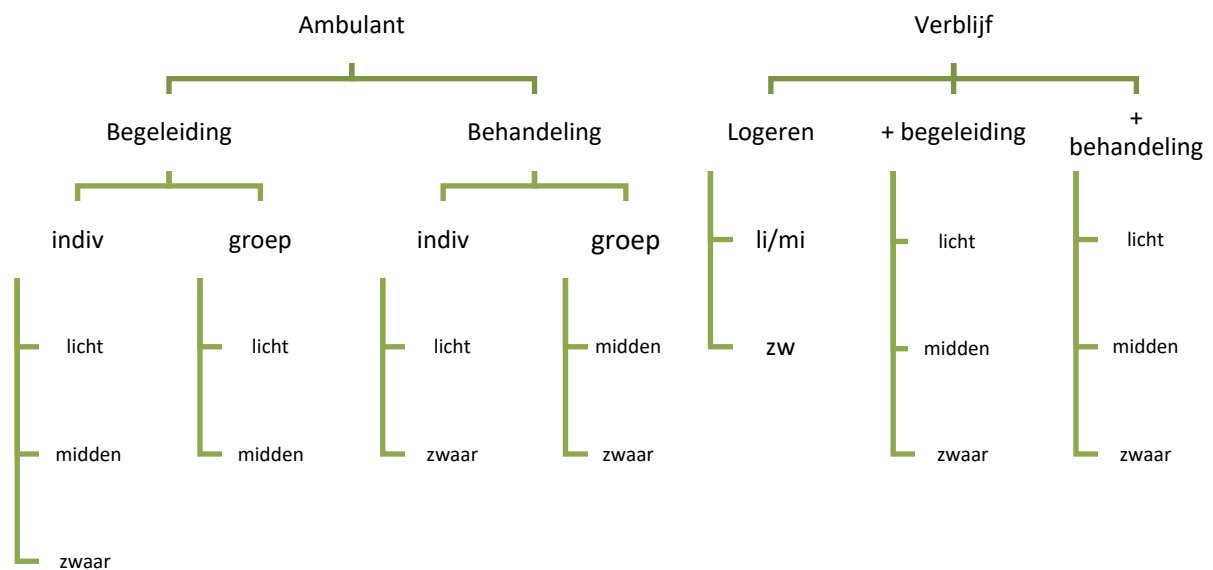 Ambulant
Verblijf
Begeleiding
Behandeling
Logeren
+ begeleiding
+
behandeling
indiv
groep
indiv
groep
li/mi
licht
licht
licht
licht
licht
midden
zw
midden
midden
midden
midden
zwaar
zwaar
zwaar
zwaar
zwaar